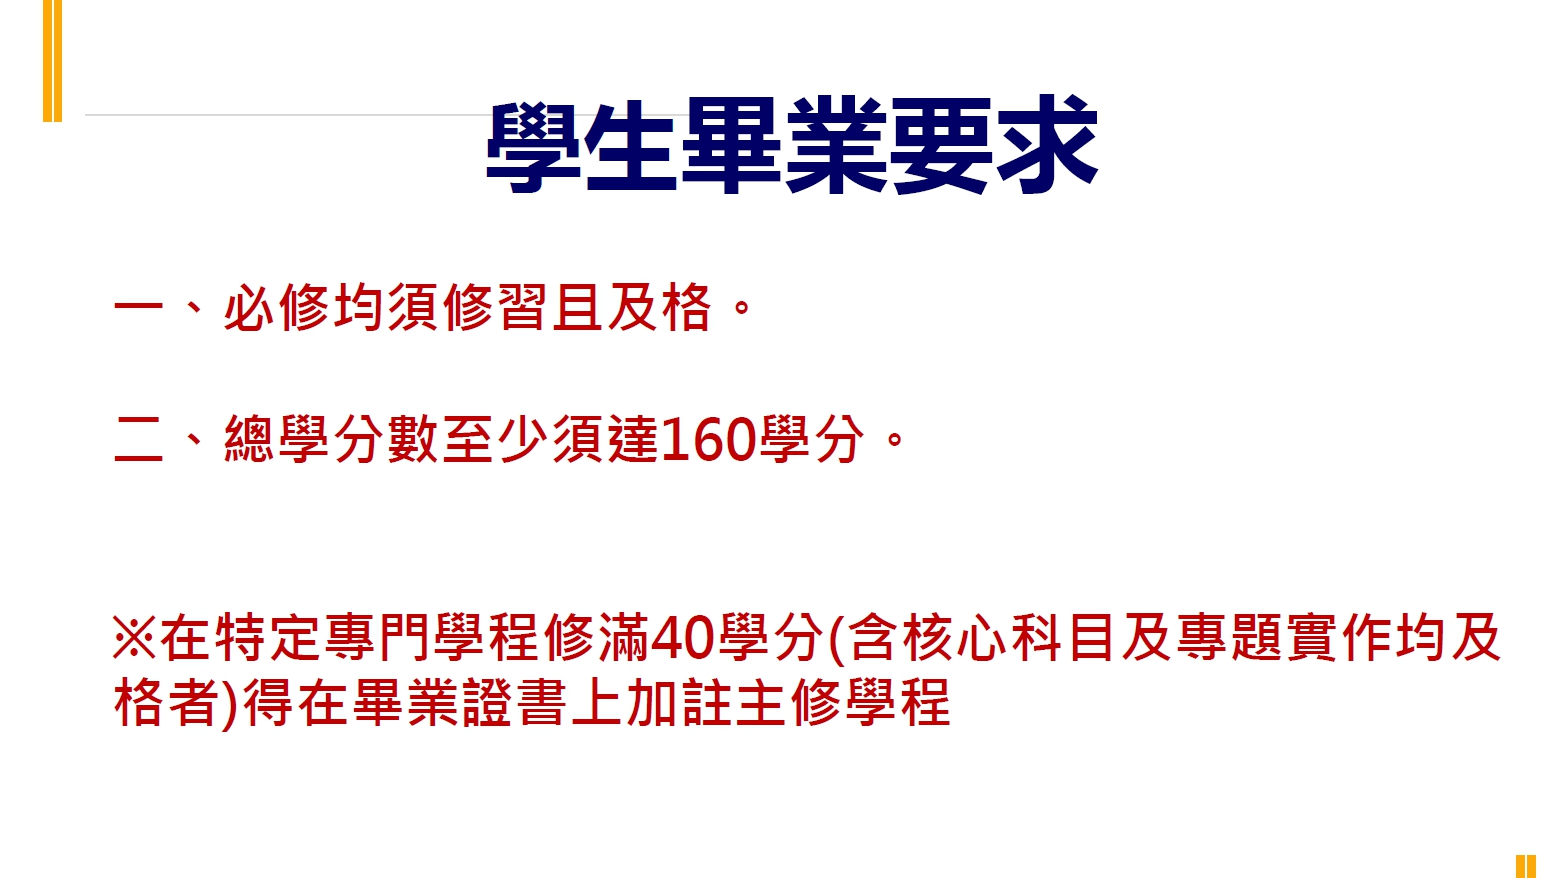 學生畢業要求
一、必修均須修習且及格。
二、總學分數至少須達160學分。
※在特定專門學程修滿40學分(含核心科目及專題實作均及
格者)得在畢業證書上加註主修學程